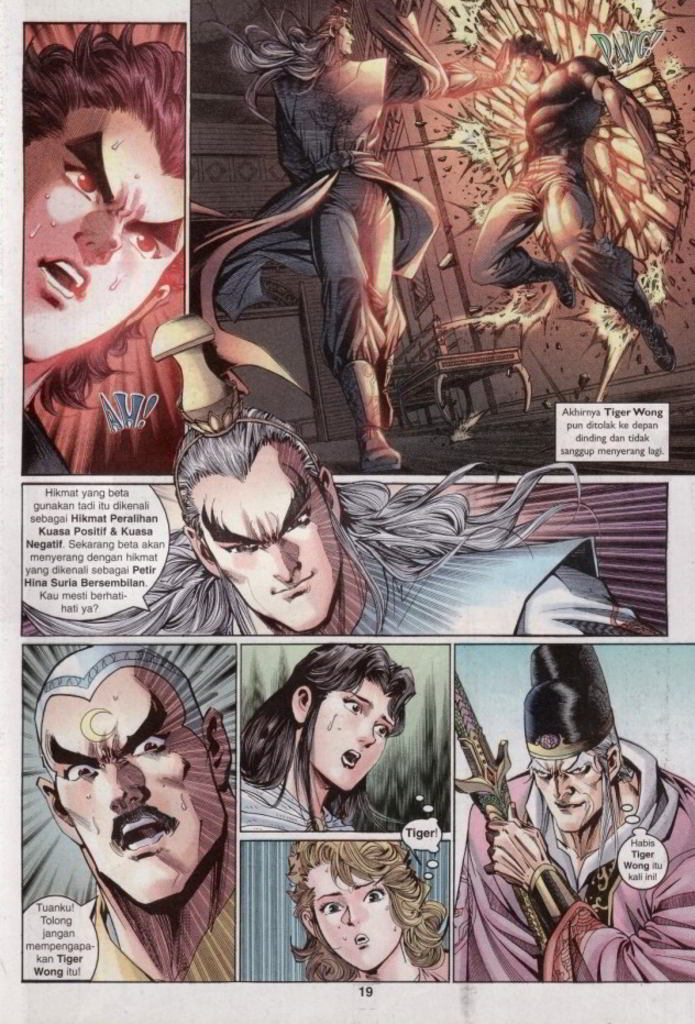 PANG!
AH!
Akhirnya Tiger Wong
pun ditolak ke depan
dinding dan tidak
sanggup menyerang lagi.
Hikmat yang beta
gunakan tadi itu dikenali
sebagai Hikmat Peralihan
Kuasa Positif & Kuasa
Negatif. Sekarang beta akan
menyerang dengan hikmat
yang dikenali sebagai Petir
Hina Suria Bersembilan.
Kau mesti berhati-
hati ya?
Tuanku!
Tolong
jangan
mempengapa-
kan Tiger
Wong itu!
Tiger!
Habis
Tiger
Wong itu
kali ini!
19